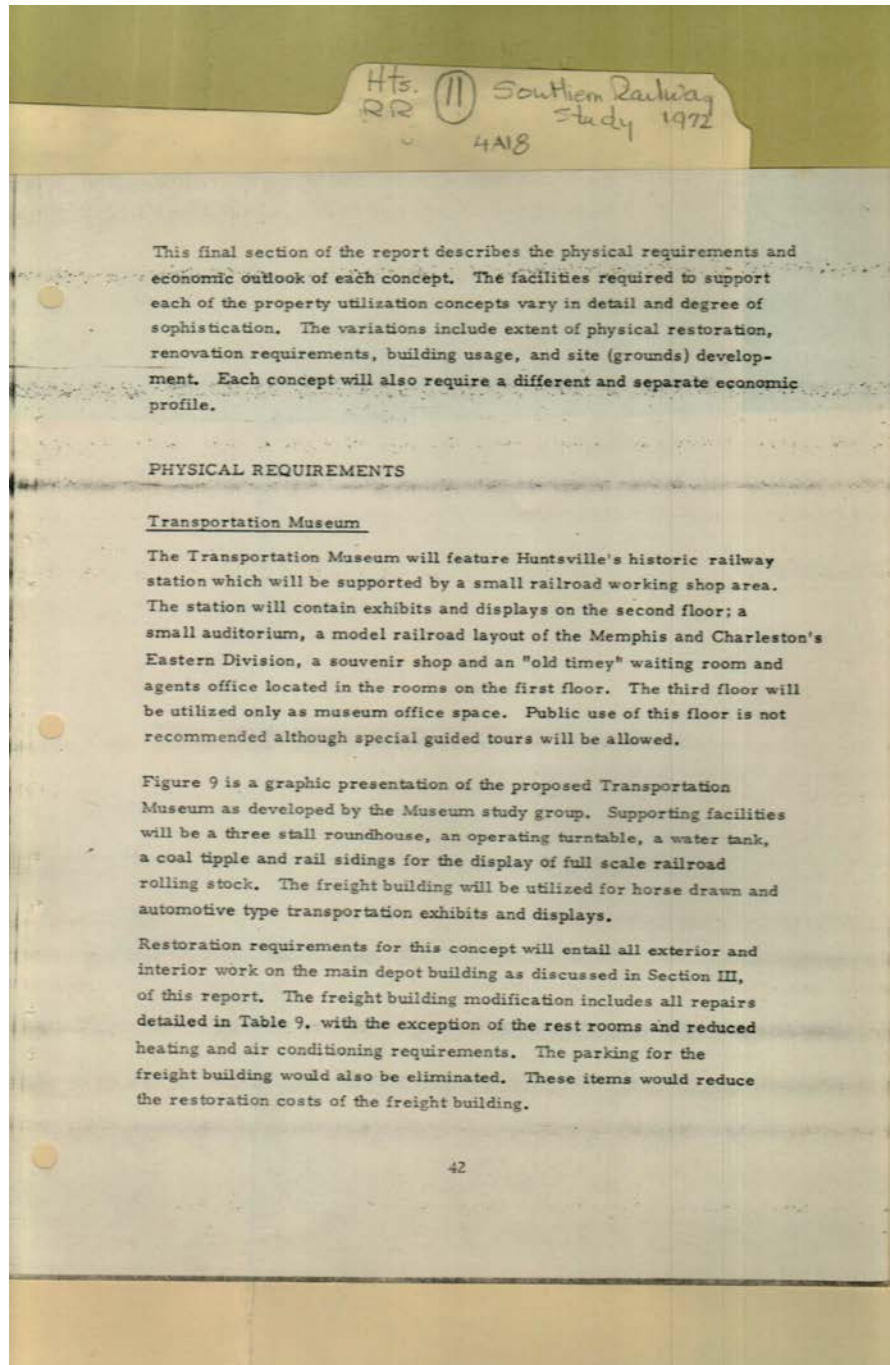 Hts. (11) Southern Railway
RR Study 1972
4A18
This final section of the report describes the physical requirements and
economic outlook of each concept. The facilities required to support
each of the property utilization concepts vary in detail and degree of
sophistication. The variations include extent of physical restoration,
renovation requirements, building usage, and site (grounds) develop-
ment. Each concept will also require a different and separate economic
profile.
PHYSICAL REQUIREMENTS
Transportation Museum
The Transportation Museum will feature Huntsville's historic railway
station which will be supported by a small railroad working shop area.
The station will contain exhibits and displays on the second floor; a
small auditorium, a model railroad layout of the Memphis and Charleston's
Eastern Division, a souvenir shop and an "old timey" waiting room and
agents office located in the rooms on the first floor. The third floor will
be utilized only as museum office space. Public use of this floor is not
recommended although special guided tours will be allowed.
Figure 9 is a graphic presentation of the proposed Transportation
Museum as developed by the Museum study group. Supporting facilities
will be a three stall roundhouse, an operating turntable, a water tank,
a coal tipple and rail sidings for the display of full scale railroad
rolling stock. The freight building will be utilized for horse drawn and
automotive type transportation exhibits and displays.
Restoration requirements for this concept will entail all exterior and
interior work on the main depot building as discussed in Section III,
of this report. The freight building modification includes all repairs
detailed in Table 9. with the exception of the rest rooms and reduced
heating and air conditioning requirements. The parking for the
freight building would also be eliminated. These items would reduce
the restoration costs of the freight building.
42